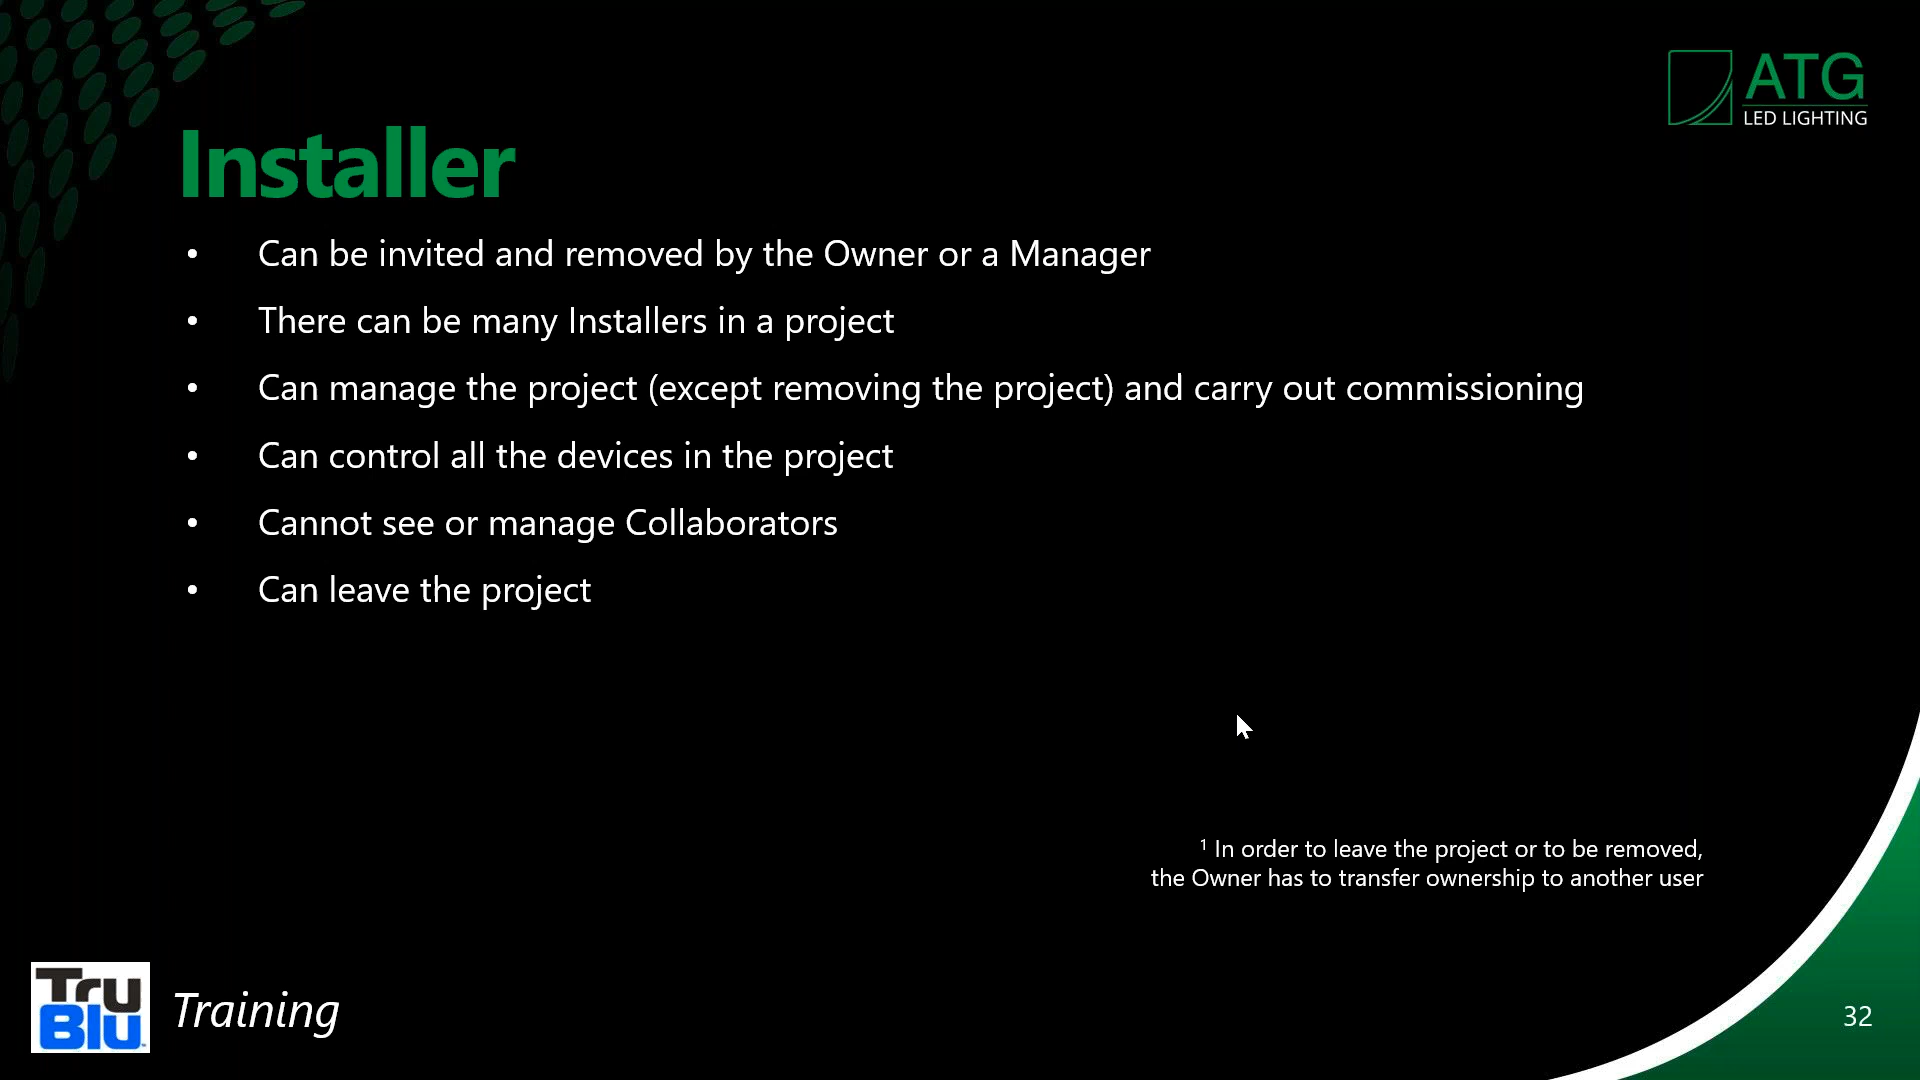 ATG
LED LIGHTING
Installer
• Can be invited and removed by the Owner or a Manager
• There can be many Installers in a project
• Can manage the project (except removing the project) and carry out commissioning
• Can control all the devices in the project
• Cannot see or manage Collaborators
• Can leave the project
¹ In order to leave the project or to be removed,
the Owner has to transfer ownership to another user
Tru
Blu
Training
32